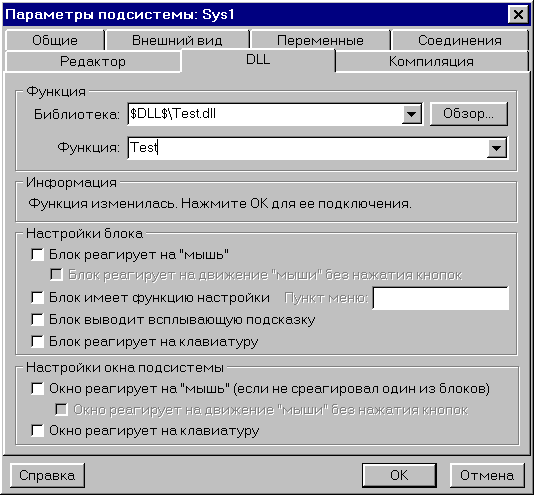 Параметры подсистемы: Sys1
Общие Внешний вид Переменные Соединения
Редактор DLL Компиляция
Функция
Библиотека: $DLL$\Test.dll Обзор...
Функция: Test
Информация
Функция изменилась. Нажмите OK для ее подключения.
Настройки блока
Блок реагирует на "мышь"
Блок реагирует на движение "мыши" без нажатия кнопок
Блок имеет функцию настройки Пункт меню:
Блок выводит всплывающую подсказку
Блок реагирует на клавиатуру
Настройки окна подсистемы
Окно реагирует на "мышь" (если не среагировал один из блоков)
Окно реагирует на движение "мыши" без нажатия кнопок
Окно реагирует на клавиатуру
Справка OK Отмена